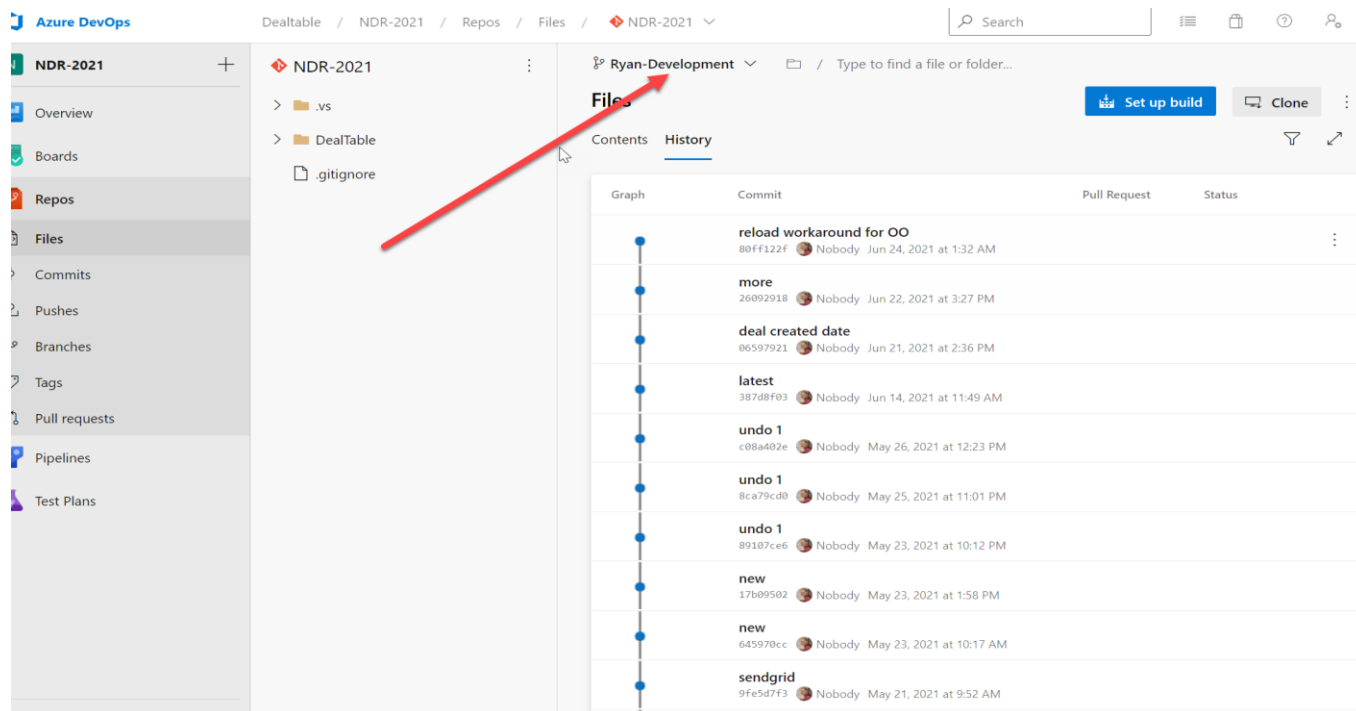 Azure DevOps
Dealtable / NDR-2021 / Repos / Files / NDR-2021
Search
NDR-2021
Overview
Boards
Repos
Files
Commits
Pushes
Branches
Tags
Pull requests
Pipelines
Test Plans
NDR-2021
.vs
DealTable
.gitignore
Ryan-Development / Type to find a file or folder...
Files
Set up build
Clone
Contents History
Graph Commit Pull Request Status
reload workaround for OO
80ff122f Nobody Jun 24, 2021 at 1:32 AM
more
26092918 Nobody Jun 22, 2021 at 3:27 PM
deal created date
06597921 Nobody Jun 21, 2021 at 2:36 PM
latest
387d8f03 Nobody Jun 14, 2021 at 11:49 AM
undo 1
c08a402e Nobody May 26, 2021 at 12:23 PM
undo 1
8ca79cd0 Nobody May 25, 2021 at 11:01 PM
undo 1
89107ce6 Nobody May 23, 2021 at 10:12 PM
new
17b09502 Nobody May 23, 2021 at 1:58 PM
new
645970cc Nobody May 23, 2021 at 10:17 AM
sendgrid
9fe5d7f3 Nobody May 21, 2021 at 9:52 AM